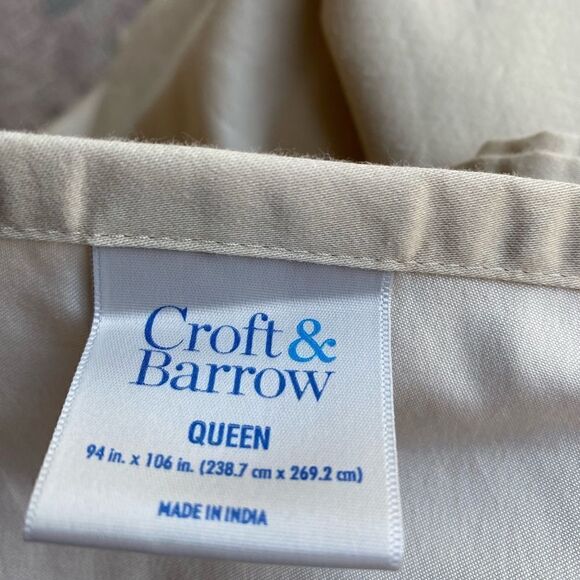 Croft &
Barrow
QUEEN
94 in. x 106 in. (238.7 cm x 269.2 cm)
MADE IN INDIA